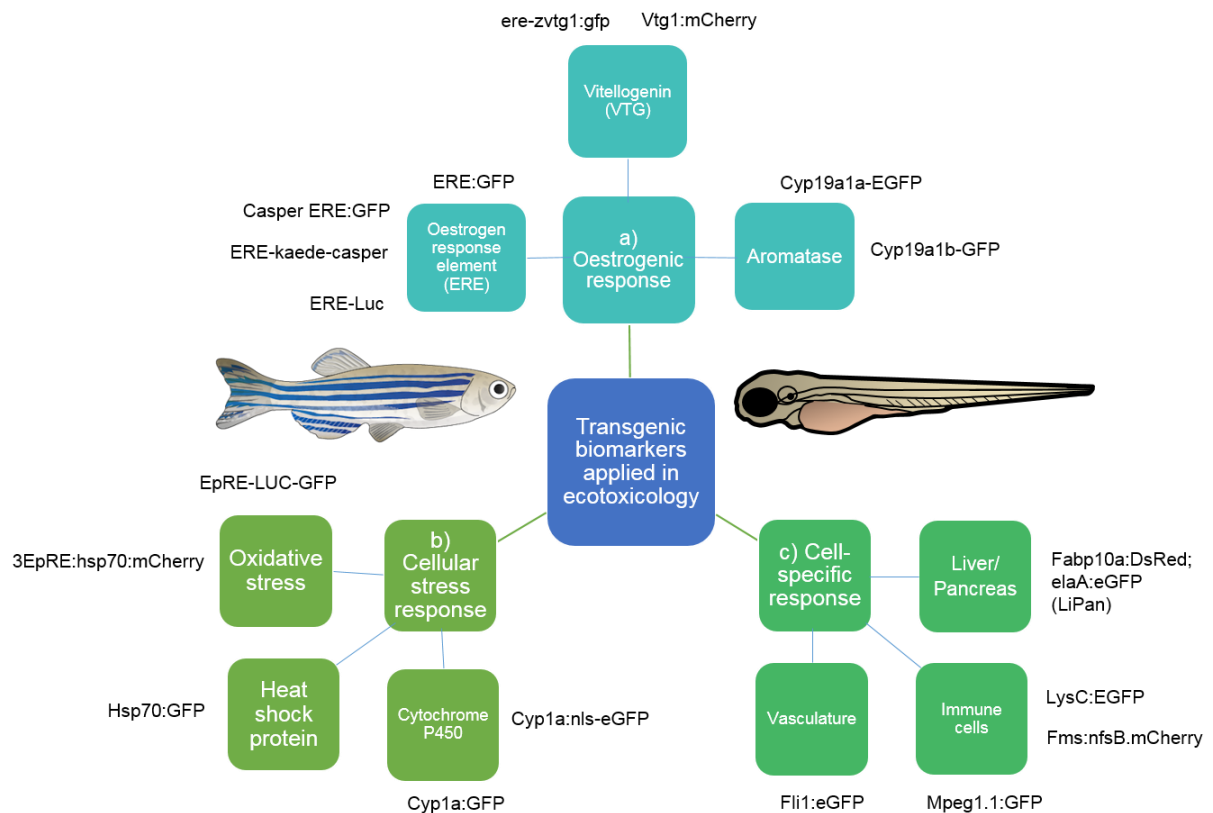 ere-zvtg1:gfp
Vtg1:mCherry
Vitellogenin
(VTG)
ERE:GFP
Casper ERE:GFP
ERE-kaede-casper
ERE-Luc
Oestrogen
response
element
(ERE)
a)
Oestrogenic
response
Aromatase
Cyp19a1a-EGFP
Cyp19a1b-GFP
Transgenic
biomarkers
applied in
ecotoxicology
EpRE-LUC-GFP
3EpRE:hsp70:mCherry
Oxidative
stress
b)
Cellular
stress
response
Hsp70:GFP
Heat
shock
protein
Cytochrome
P450
Cyp1a:nls-eGFP
Cyp1a:GFP
c) Cell-
specific
response
Liver/
Pancreas
Fabp10a:DsRed;
elaA:eGFP
(LiPan)
Vasculature
Fli1:eGFP
Immune
cells
LysC:EGFP
Fms:nfsB.mCherry
Mpeg1.1:GFP